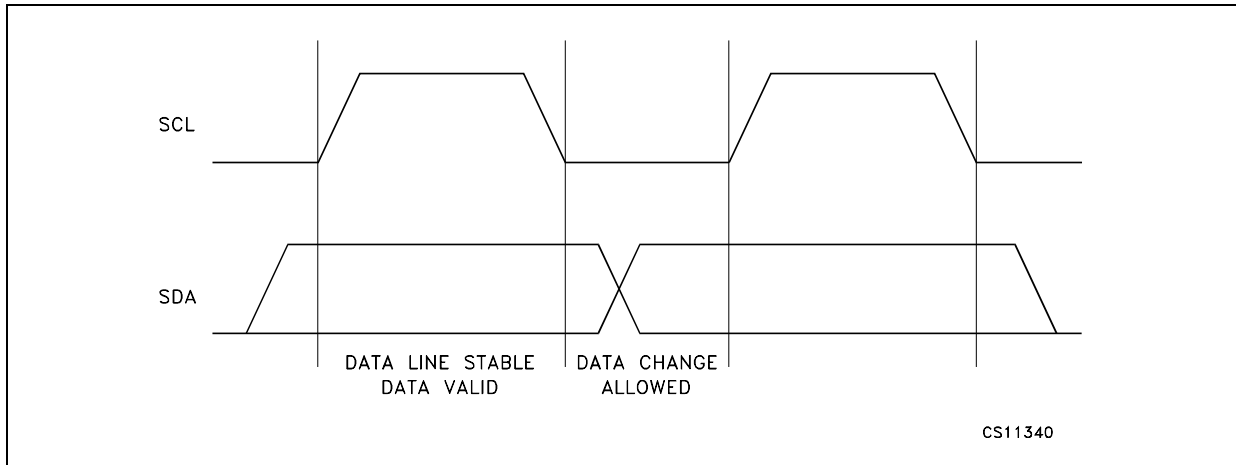 SCL
SDA
DATA LINE STABLE
DATA VALID
DATA CHANGE
ALLOWED
CS11340